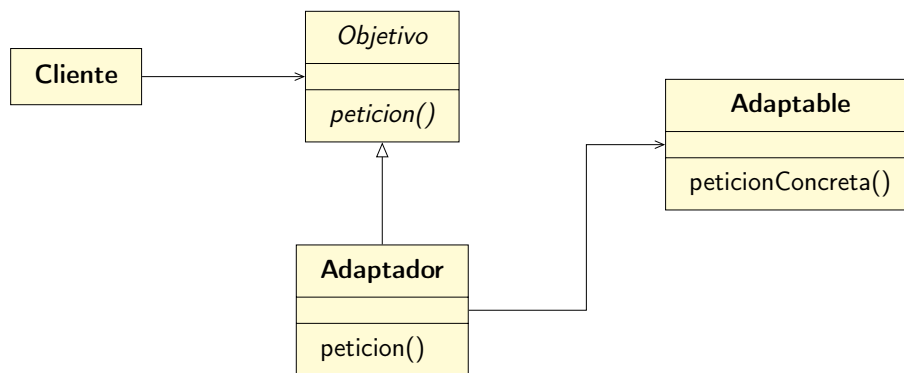 Cliente
Objetivo
peticion()
Adaptable
peticionConcreta()
Adaptador
peticion()